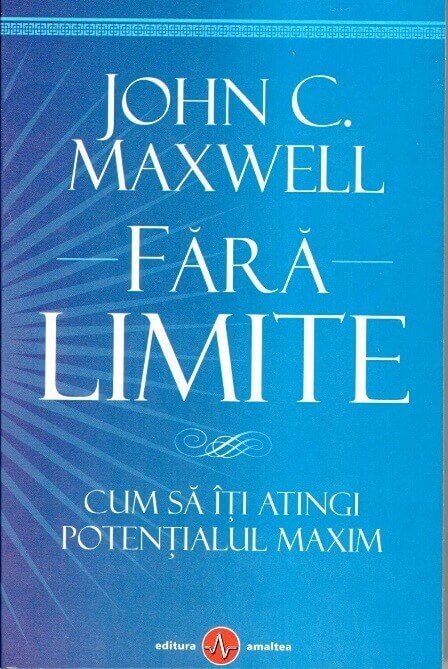 JOHN C.
MAXWELL
FĂRĂ
LIMITE
CUM SĂ ÎȚI ATINGI
POTENȚIALUL MAXIM
editura amaltea